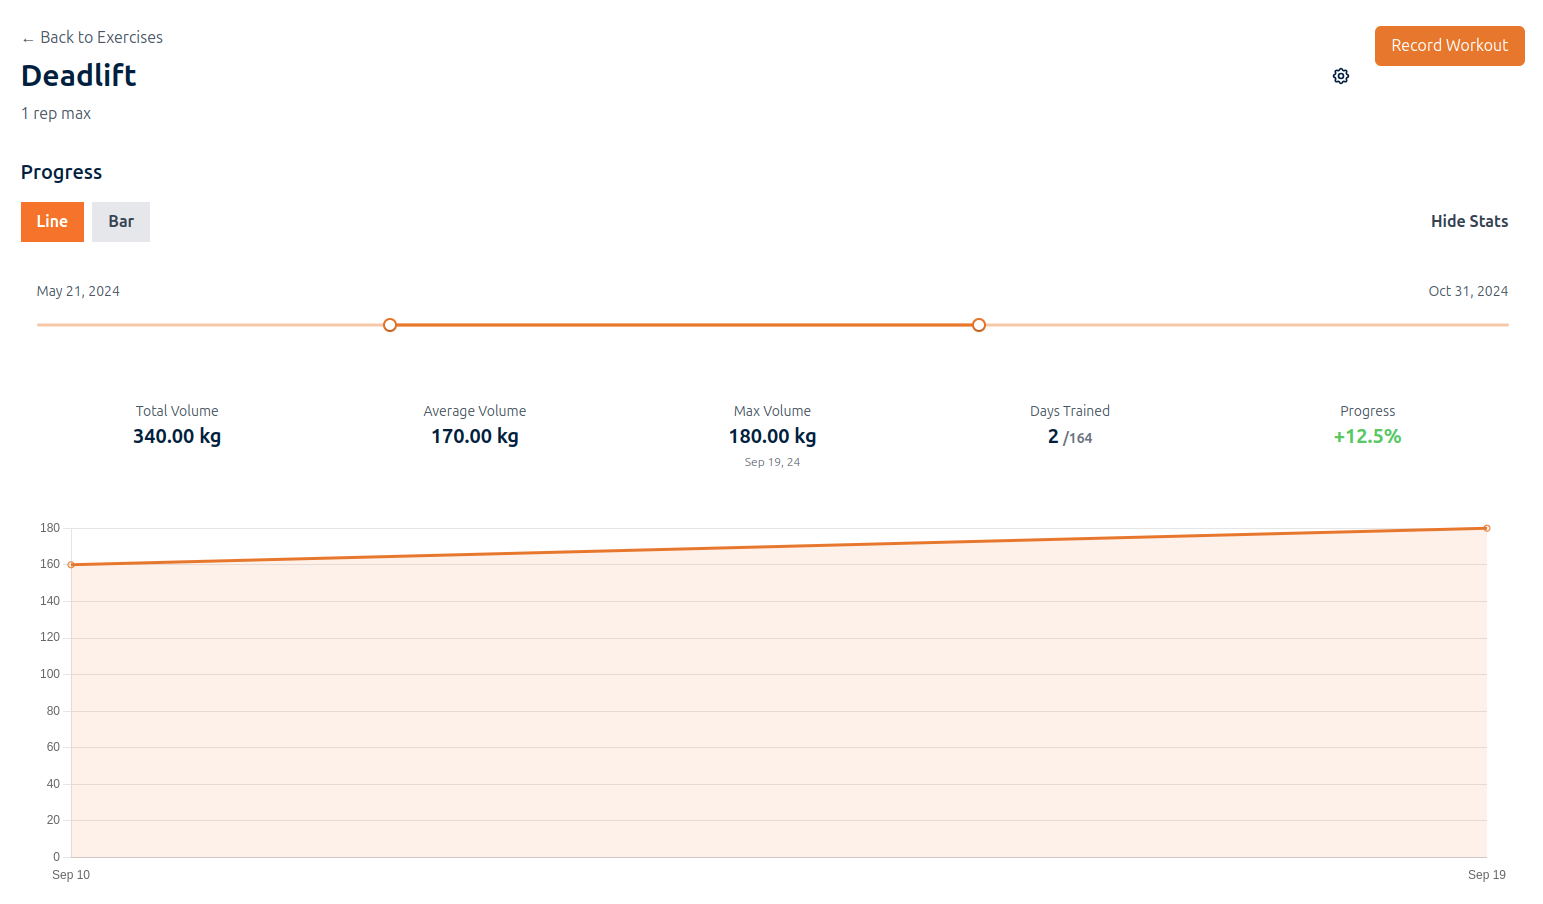 ← Back to Exercises
Record Workout
Deadlift
1 rep max
Progress
Line
Bar
Hide Stats
May 21, 2024
Oct 31, 2024
Total Volume
340.00 kg
Average Volume
170.00 kg
Max Volume
180.00 kg
Sep 19, 24
Days Trained
2 /164
Progress
+12.5%
180
160
140
120
100
80
60
40
20
0
Sep 10
Sep 19